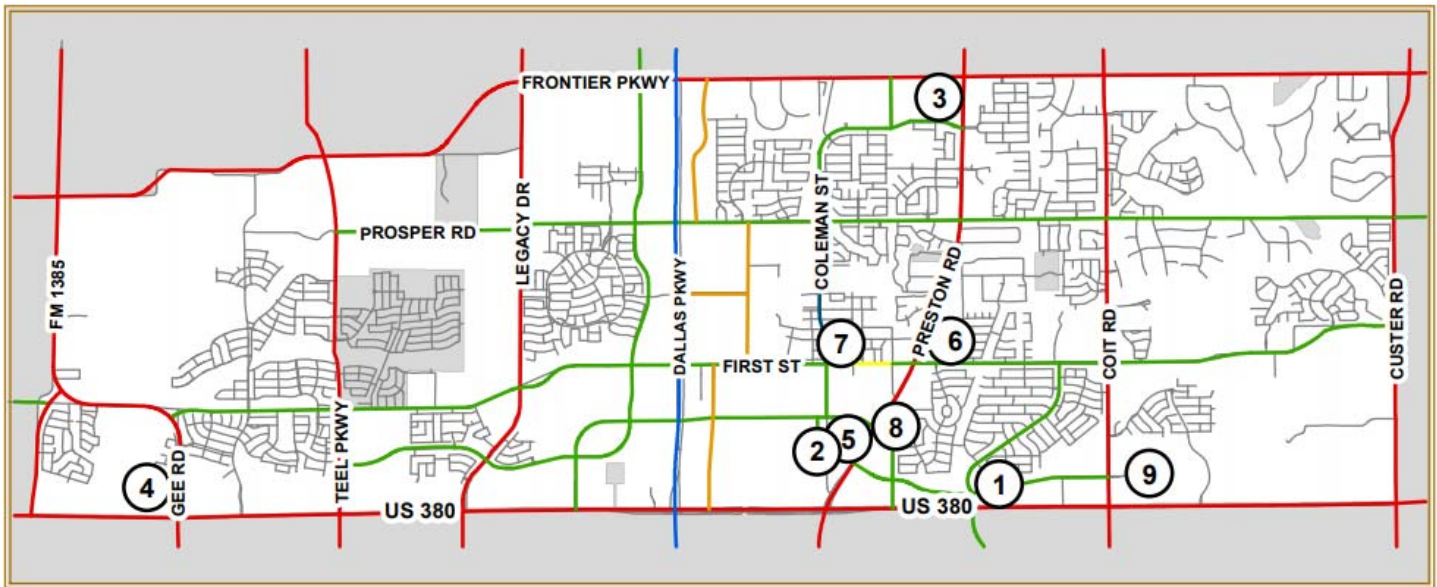 FRONTIER PKWY
3
LEGACY DR
COLEMAN ST
PROSPER RD
PRESTON RD
FM 1385
DALLAS PKWY
COIT RD
CUSTER RD
7
6
FIRST ST
TEEL PKWY
8
5
2
GEE RD
4
1
9
US 380
US 380